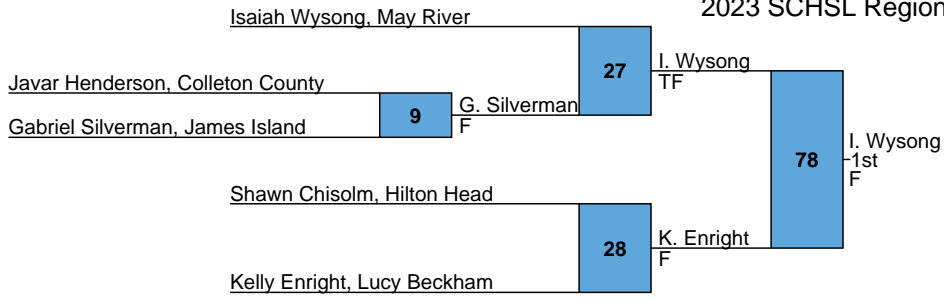 2023 SCHSL Region
Isaiah Wysong, May River
27
I. Wysong
TF
Javar Henderson, Colleton County
9
G. Silverman
F
Gabriel Silverman, James Island
78
I. Wysong
1st
F
Shawn Chisolm, Hilton Head
28
K. Enright
F
Kelly Enright, Lucy Beckham